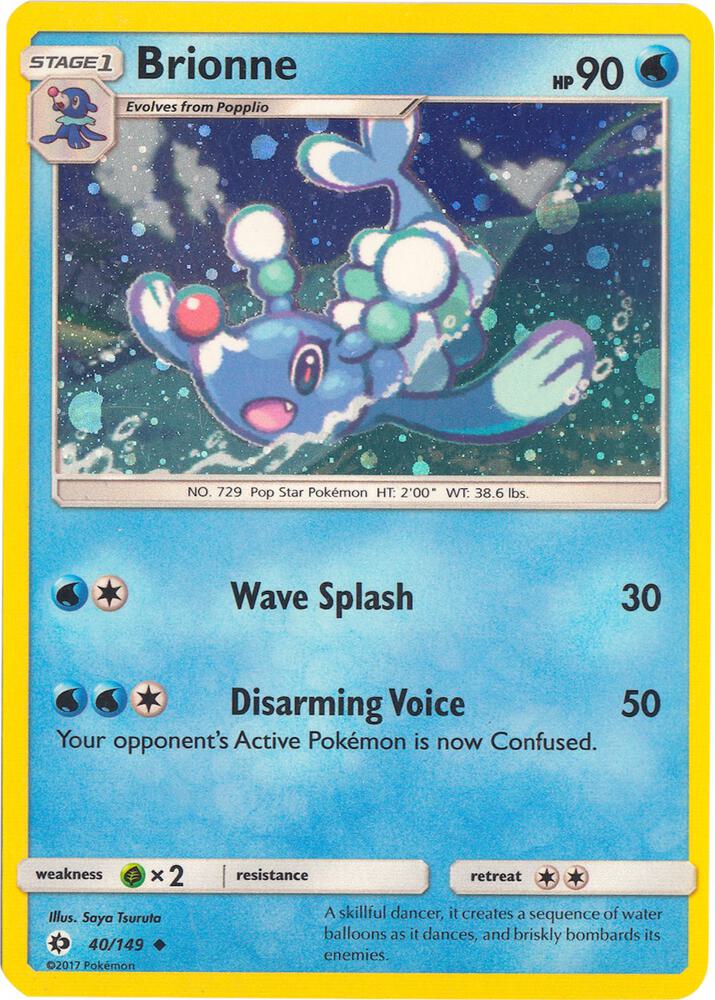 STAGE1
Brionne
HP 90
Evolves from Popplio
NO. 729 Pop Star Pokémon HT: 2'00" WT: 38.6 lbs.
Wave Splash 30
Disarming Voice 50
Your opponent's Active Pokémon is now Confused.
weakness ×2 resistance retreat
Illus. Saya Tsuruta
40/149
©2017 Pokémon
A skillful dancer, it creates a sequence of water
balloons as it dances, and briskly bombards its
enemies.